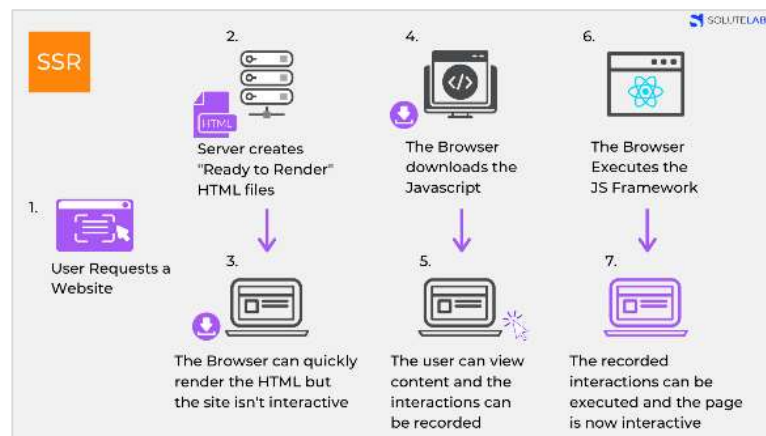 SSR
SOLUTELAB
1.
User Requests a
Website
2.
HTML
Server creates
"Ready to Render"
HTML files
3.
The Browser can quickly
render the HTML but
the site isn't interactive
4.
</>
The Browser
downloads the
Javascript
5.
The user can view
content and the
interactions can
be recorded
6.
The Browser
Executes the
JS Framework
7.
The recorded
interactions can be
executed and the page
is now interactive